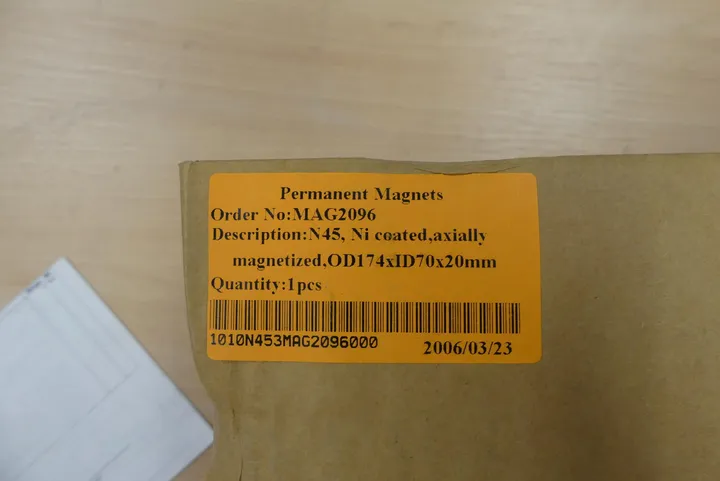 Permanent Magnets
Order No:MAG2096
Description:N45, Ni coated,axially
magnetized,OD174xID70x20mm
Quantity:1pcs
1010N453MAG2096000
2006/03/23